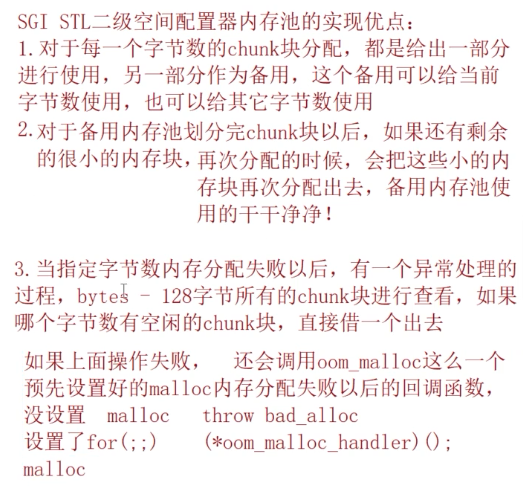 SGI STL二级空间配置器内存池的实现优点：
1. 对于每一个字节数的chunk块分配，都是给出一部分
进行使用，另一部分作为备用，这个备用可以给当前
字节数使用，也可以给其它字节数使用
2. 对于备用内存池划分完chunk块以后，如果还有剩余
的很小的内存块，再次分配的时候，会把这些小的内
存块再次分配出去，备用内存池使
用的干干净净！
3. 当指定字节数内存分配失败以后，有一个异常处理的
过程，bytes - 128字节所有的chunk块进行查看，如果
哪个字节数有空闲的chunk块，直接借一个出去
如果上面操作失败， 还会调用oom_malloc这么一个
预先设置好的malloc内存分配失败以后的回调函数，
没设置 malloc throw bad_alloc
设置了for(;;) (*oom_malloc_handler)();
malloc